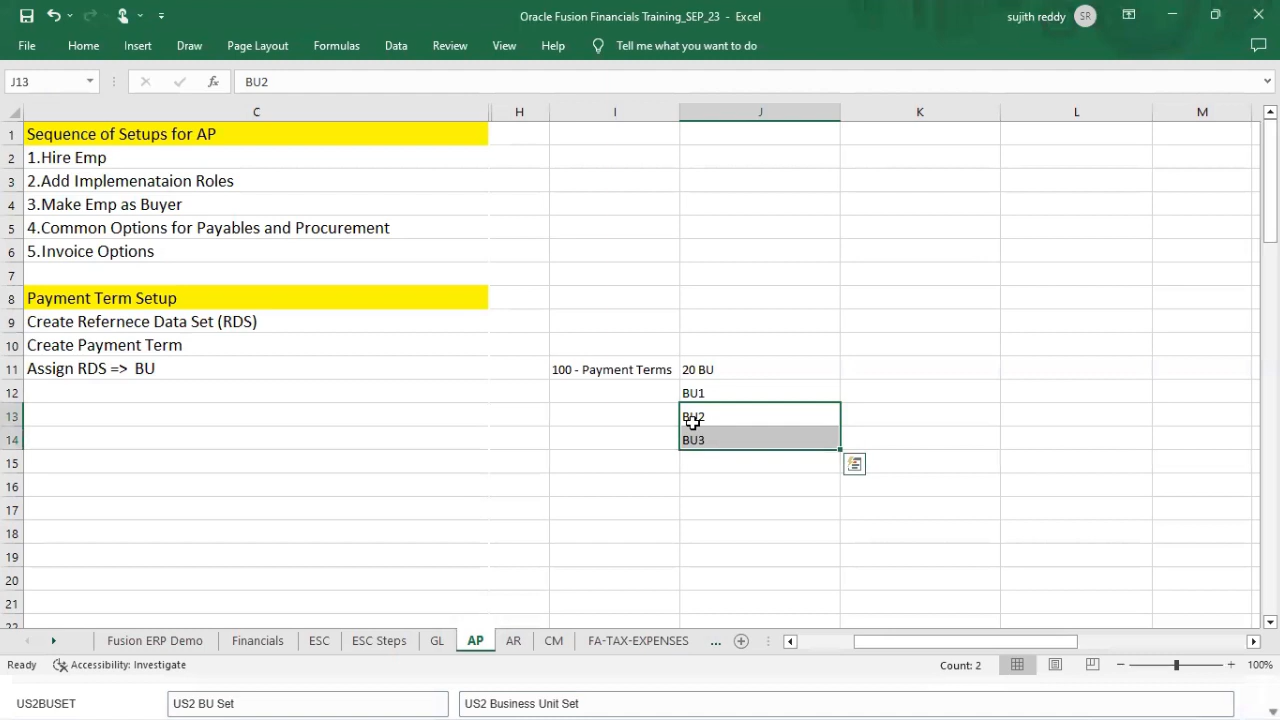 Oracle Fusion Financials Training_SEP_23 - Excel
sujith reddy SR
File Home Insert Draw Page Layout Formulas Data Review View Help Tell me what you want to do
J13 fx BU2
C H I J K L M
1 Sequence of Setups for AP
2 1.Hire Emp
3 2.Add Implemenataion Roles
4 3.Make Emp as Buyer
5 4.Common Options for Payables and Procurement
6 5.Invoice Options
7
8 Payment Term Setup
9 Create Refernece Data Set (RDS)
10 Create Payment Term
11 Assign RDS => BU 100 - Payment Terms 20 BU
12 BU1
13 BU2
14 BU3
15
16
17
18
19
20
21
22
Fusion ERP Demo Financials ESC ESC Steps GL AP AR CM FA-TAX-EXPENSES ...
Ready Accessibility: Investigate Count: 2 100%
US2BUSET US2 BU Set US2 Business Unit Set